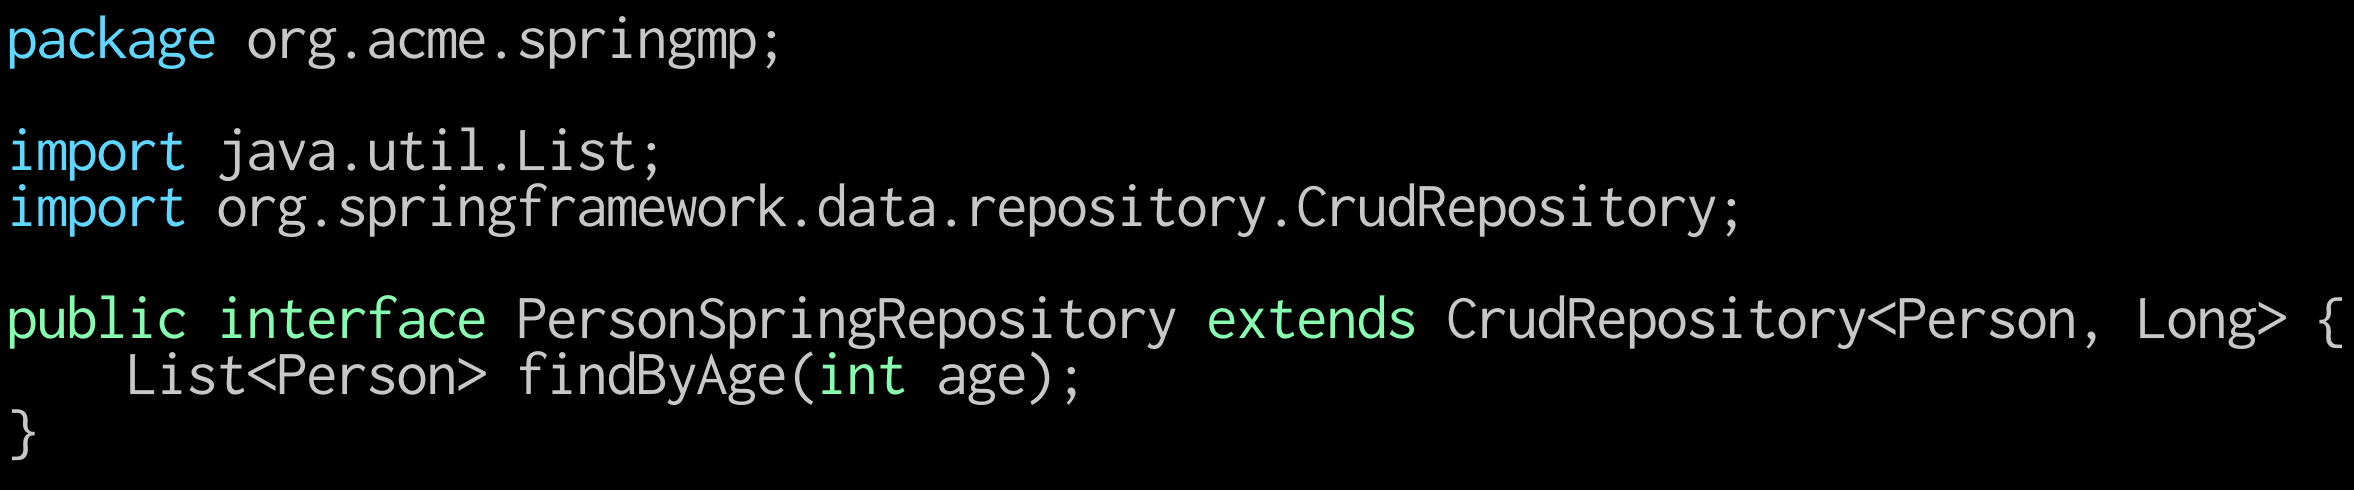 package org.acme.springmp;

import java.util.List;
import org.springframework.data.repository.CrudRepository;

public interface PersonSpringRepository extends CrudRepository<Person, Long> {
    List<Person> findByAge(int age);
}